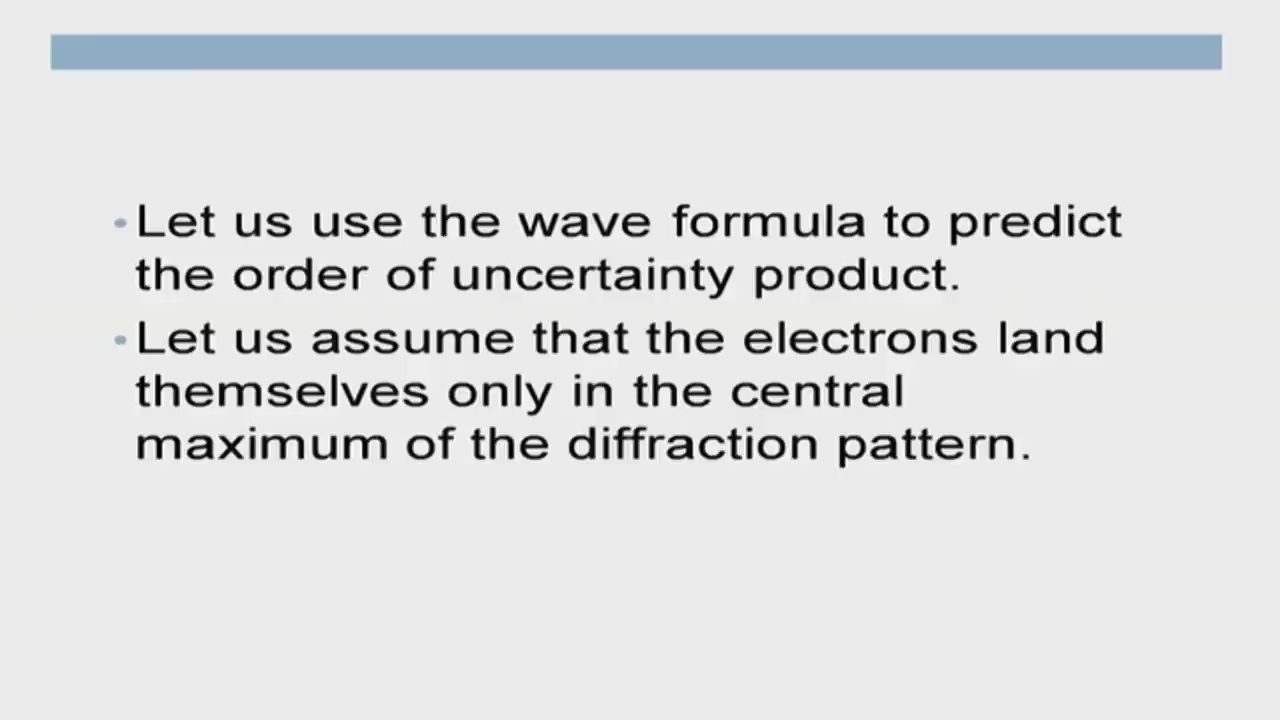 •Let us use the wave formula to predict
the order of uncertainty product.
•Let us assume that the electrons land
themselves only in the central
maximum of the diffraction pattern.